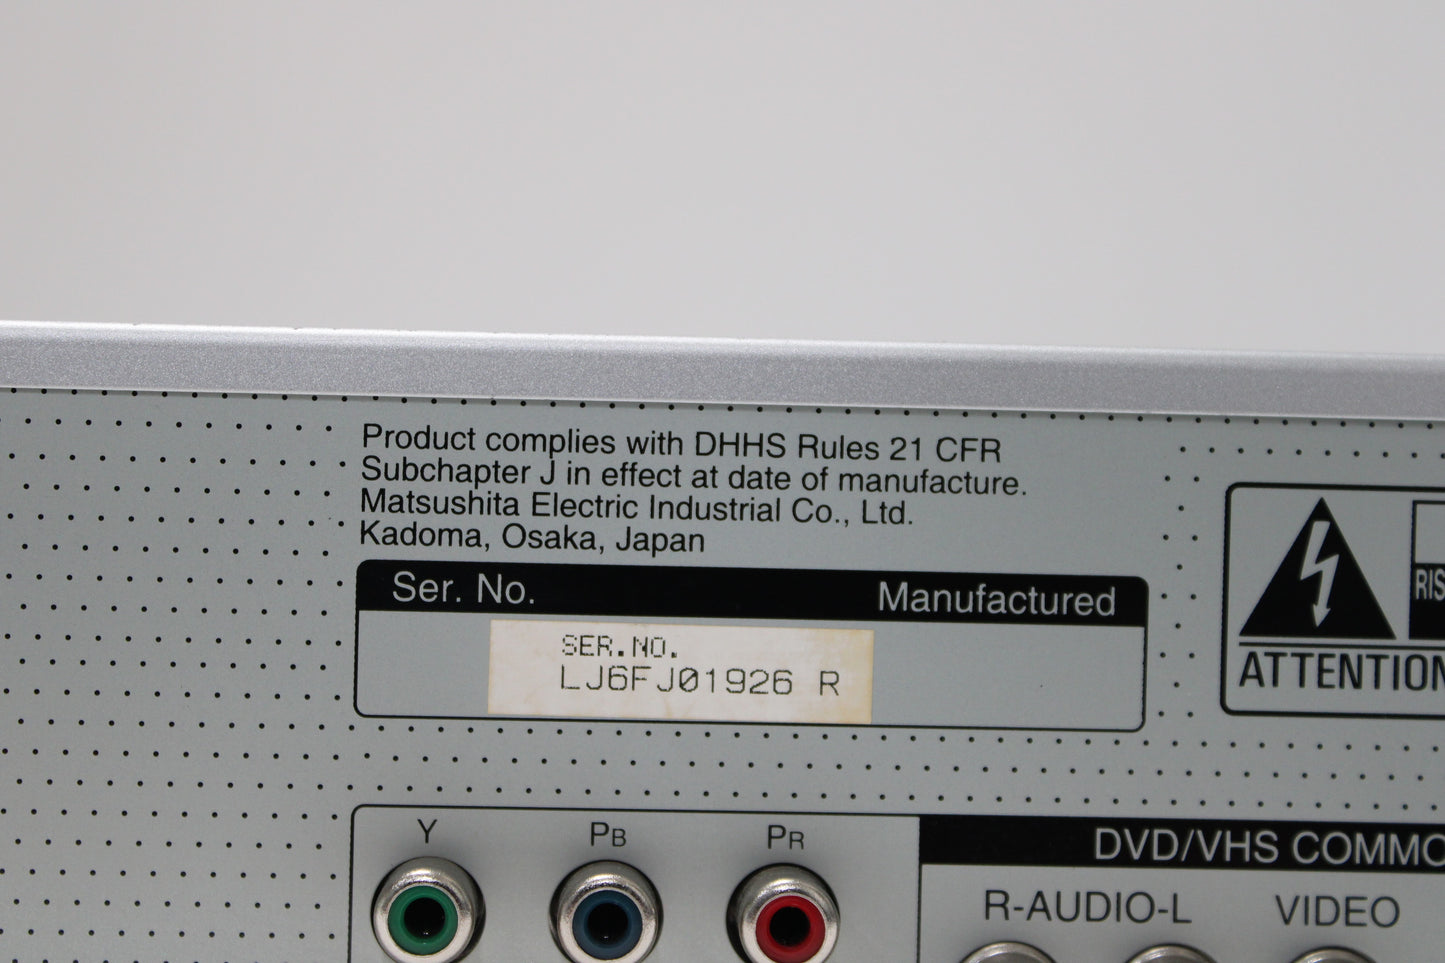 Product complies with DHHS Rules 21 CFR
Subchapter J in effect at date of manufacture.
Matsushita Electric Industrial Co., Ltd.
Kadoma, Osaka, Japan
Ser. No. Manufactured
SER.NO.
LJ6FJ01926 R
RIS
ATTENTION
Y PB PR
DVD/VHS COMMO
R-AUDIO-L VIDEO